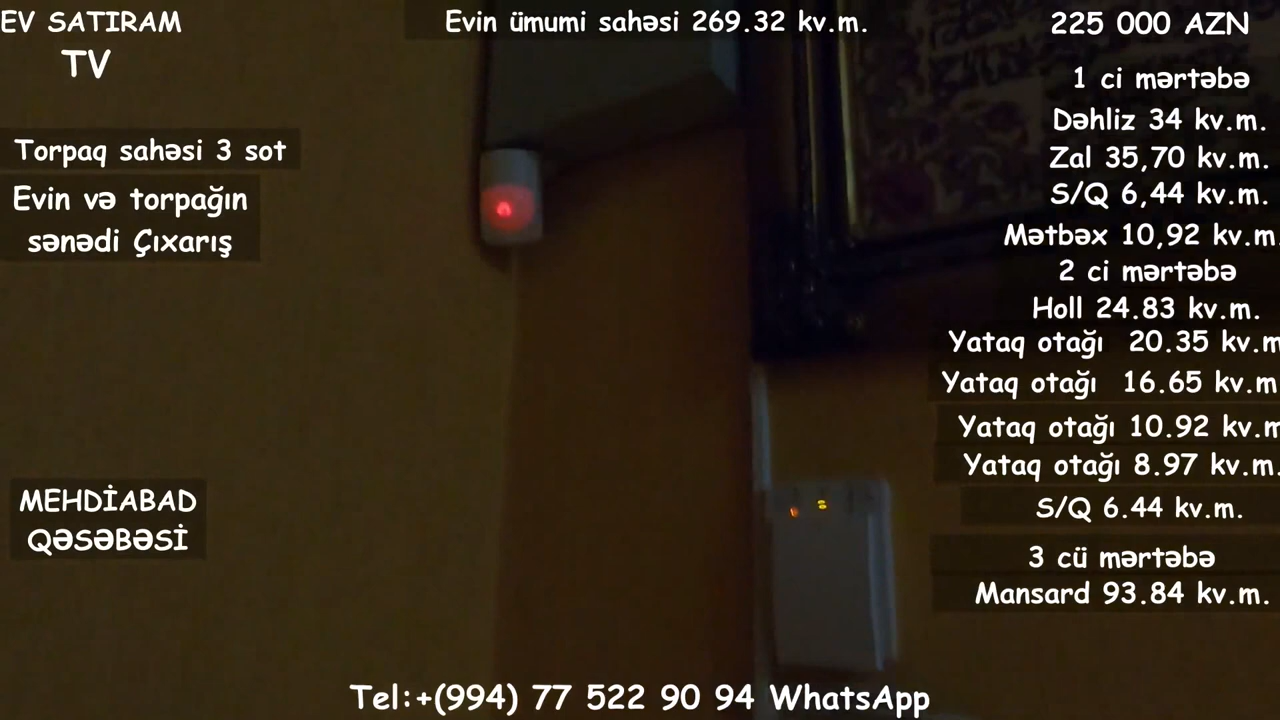 EV SATIRAM
TV
Evin ümumi sahəsi 269.32 kv.m.
225 000 AZN
Torpaq sahəsi 3 sot
Evin və torpağın
sənədi Çıxarış
MEHDİABAD
QƏSƏBƏSİ
1 ci mərtəbə
Dəhliz 34 kv.m.
Zal 35,70 kv.m.
S/Q 6,44 kv.m.
Mətbəx 10,92 kv.m.
2 ci mərtəbə
Holl 24.83 kv.m.
Yataq otağı 20.35 kv.m
Yataq otağı 16.65 kv.m
Yataq otağı 10.92 kv.m
Yataq otağı 8.97 kv.m.
S/Q 6.44 kv.m.
3 cü mərtəbə
Mansard 93.84 kv.m.
Tel:+(994) 77 522 90 94 WhatsApp